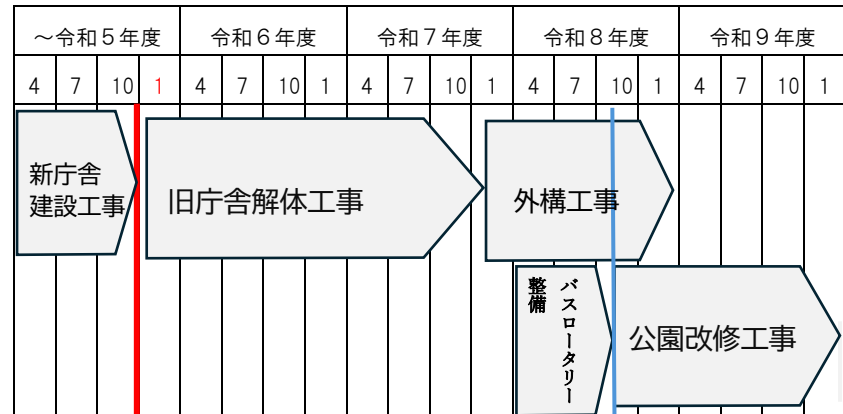 ～令和５年度 令和６年度 令和７年度 令和８年度 令和９年度
4 7 10 1 4 7 10 1 4 7 10 1 4 7 10 1 4 7 10 1
新庁舎
建設工事
旧庁舎解体工事
外構工事
バスロータリー
整備
公園改修工事